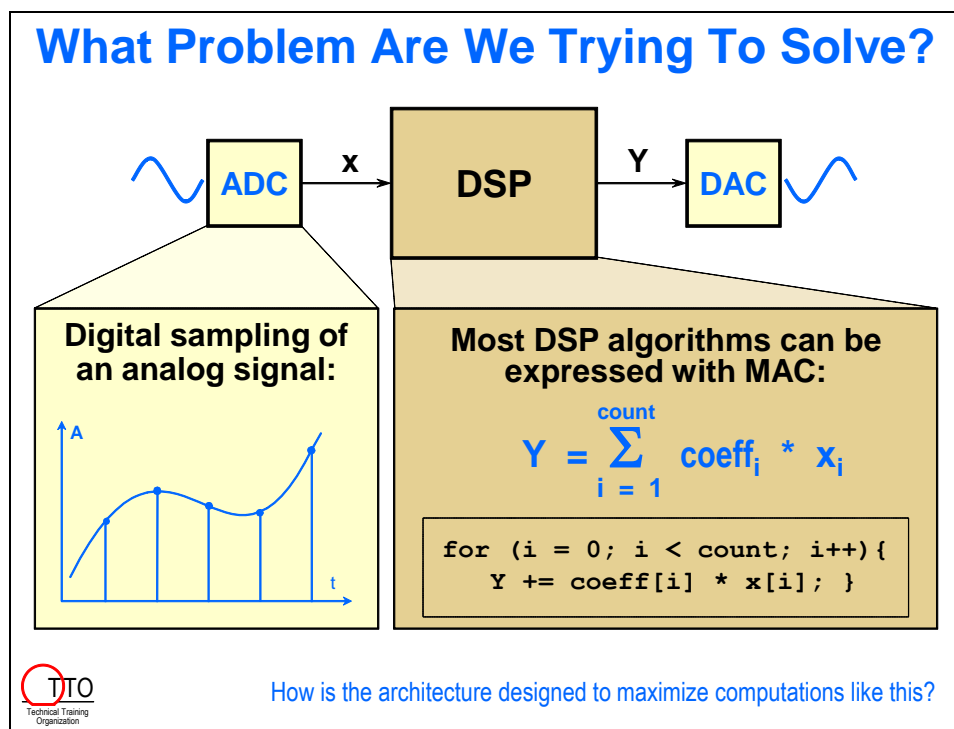 What Problem Are We Trying To Solve?
ADC
x
DSP
Y
DAC
Digital sampling of
an analog signal:
A
t
Most DSP algorithms can be
expressed with MAC:
count
Y = Σ coeffᵢ * xᵢ
i = 1
for (i = 0; i < count; i++){
Y += coeff[i] * x[i]; }
TTO
Technical Training
Organization
How is the architecture designed to maximize computations like this?